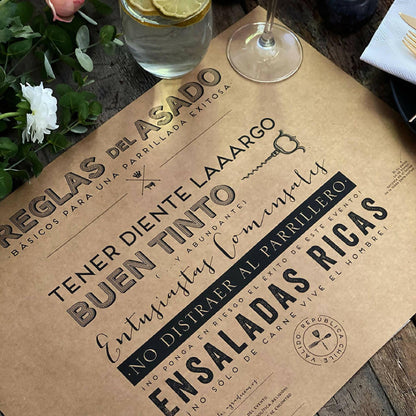 REGLAS DEL ASADO
BÁSICOS PARA UNA PARRILLADA EXITOSA
TENER DIENTE LAAARGO
BUEN TINTO
( Y ABUNDANTE)
Entusiastas Comensales
·NO DISTRAER AL PARRILLERO·
¡NO PONGA EN RIESGO EL ÉXITO DE ESTE EVENTO!
ENSALADAS RICAS
¡NO SÓLO DE CARNE VIVE EL HOMBRE!
VÁLIDO REPÚBLICA CHILE